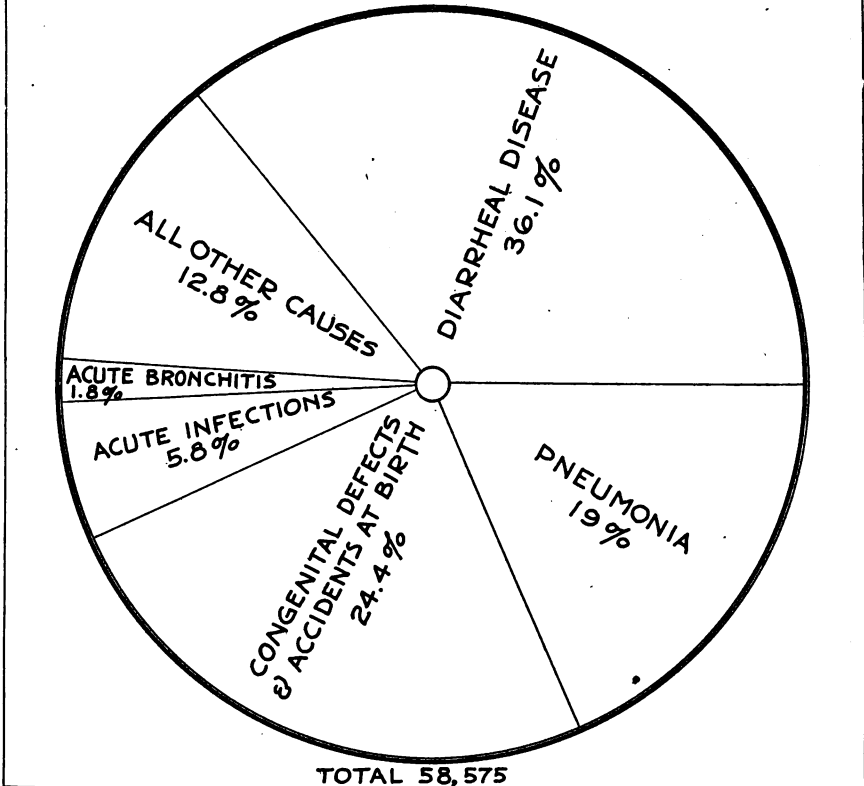 DIARRHEAL DISEASE
36.1%
ALL OTHER CAUSES
12.8%
ACUTE BRONCHITIS
1.8%
ACUTE INFECTIONS
5.8%
CONGENITAL DEFECTS
& ACCIDENTS AT BIRTH
24.4%
PNEUMONIA
19%
TOTAL 58,575